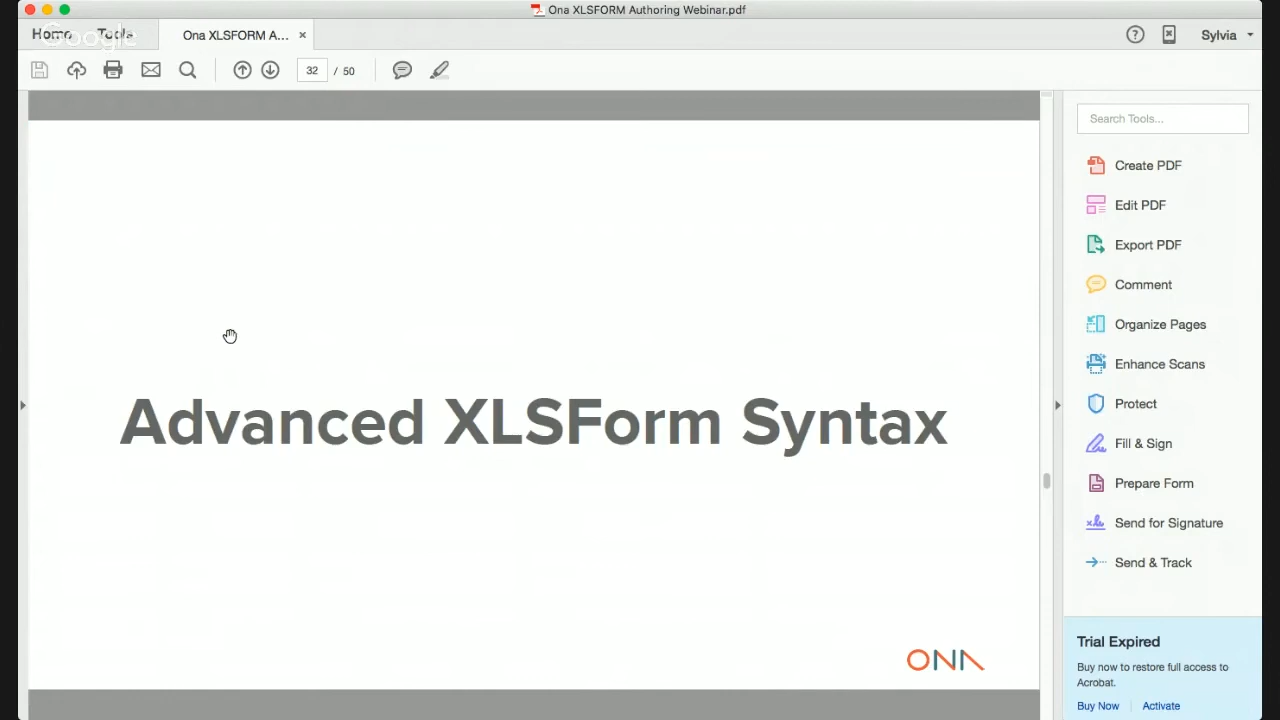 Ona XLSFORM Authoring Webinar.pdf
Home Tools Ona XLSFORM A... × ? Sylvia
Google
32 / 50
Search Tools...
Create PDF
Edit PDF
Export PDF
Comment
Organize Pages
Enhance Scans
Protect
Fill & Sign
Prepare Form
Send for Signature
Send & Track
Advanced XLSForm Syntax
ONA
Trial Expired
Buy now to restore full access to
Acrobat.
Buy Now Activate